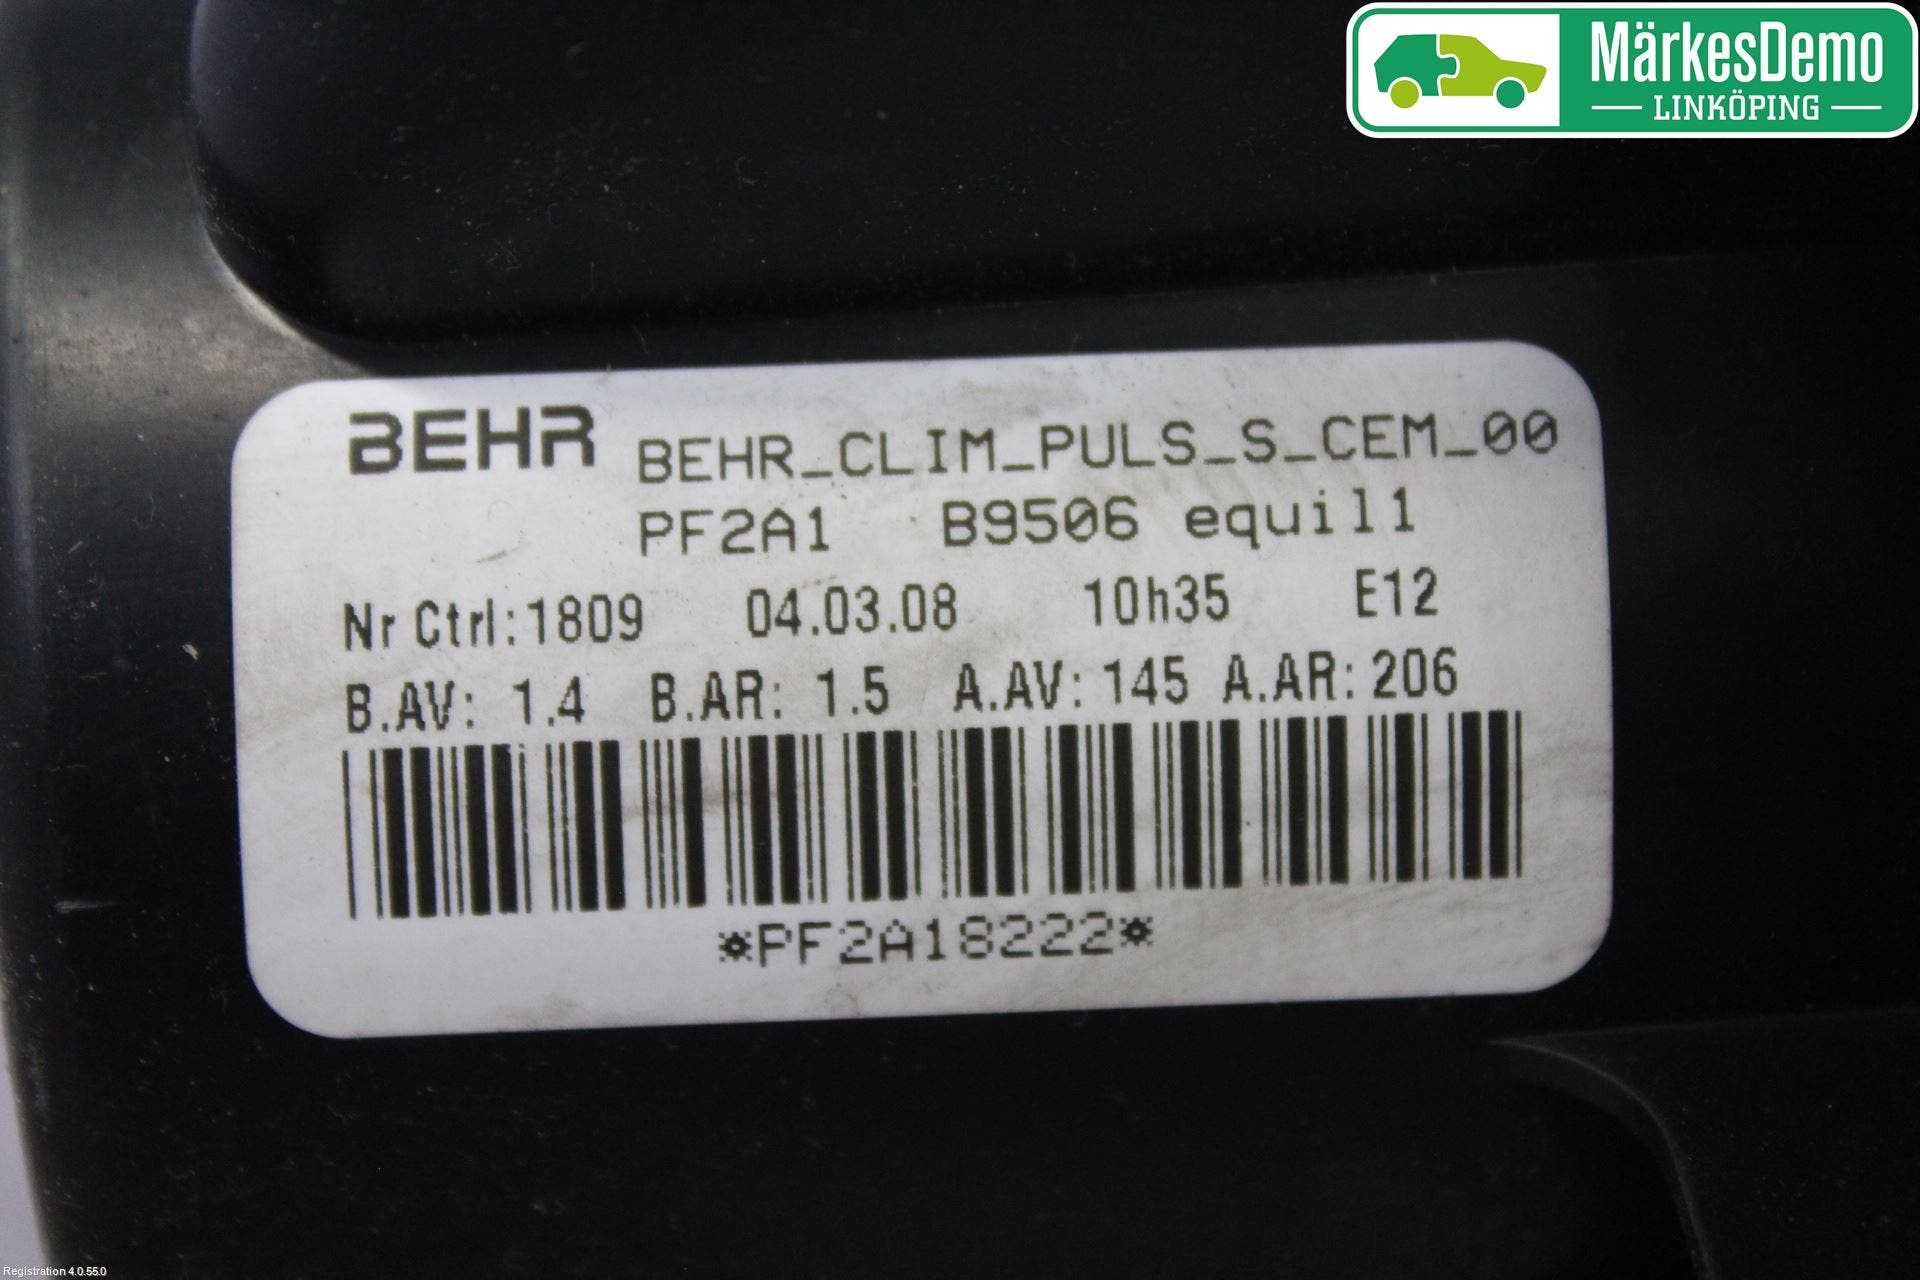 MärkesDemo
LINKÖPING
BEHR BEHR_CLIM_PULS_S_CEM_00
PF2A1 B9506 equil1
Nr Ctrl:1809 04.03.08 10h35 E12
B.AV: 1.4 B.AR: 1.5 A.AV: 145 A.AR: 206
*PF2A18222*
Registration 4.0.55.0